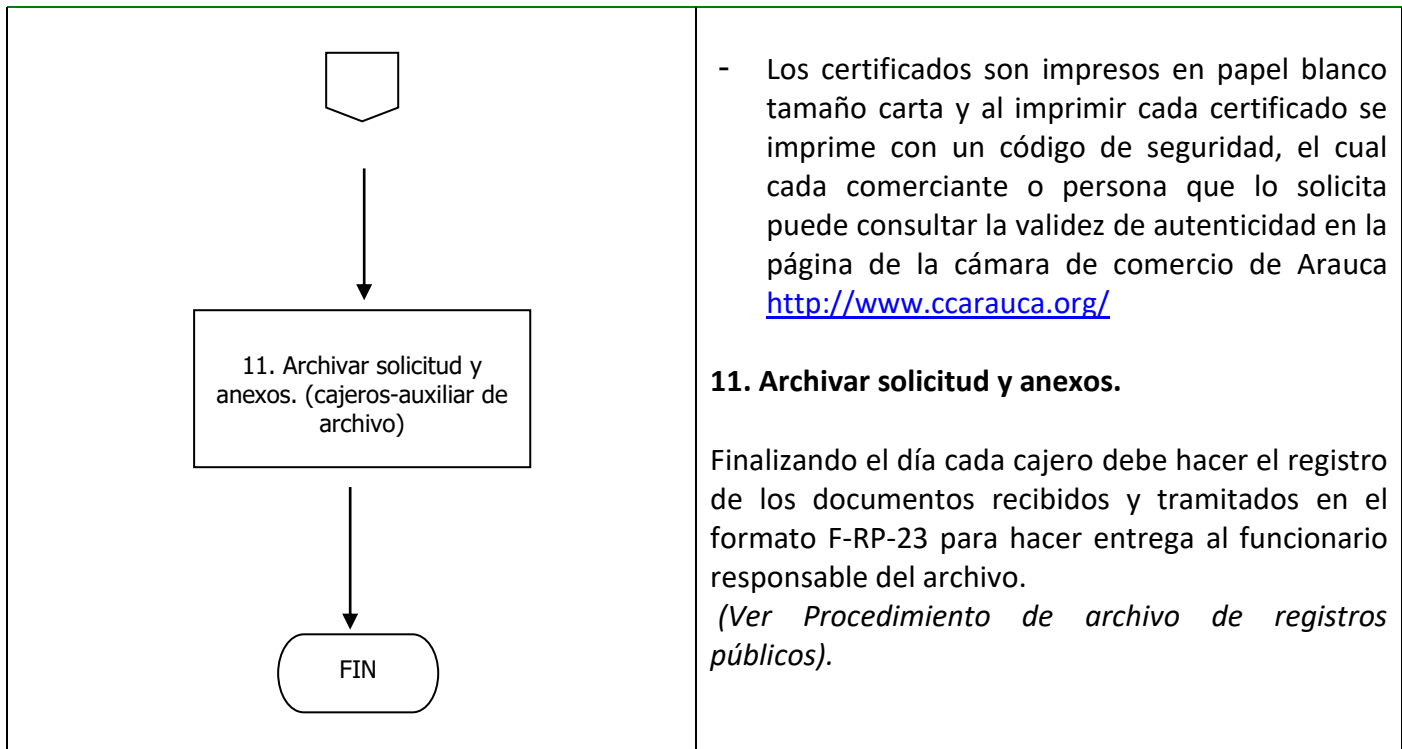 11. Archivar solicitud y
anexos. (cajeros-auxiliar de
archivo)
FIN
- Los certificados son impresos en papel blanco
tamaño carta y al imprimir cada certificado se
imprime con un código de seguridad, el cual
cada comerciante o persona que lo solicita
puede consultar la validez de autenticidad en la
página de la cámara de comercio de Arauca
http://www.ccarauca.org/
11. Archivar solicitud y anexos.
Finalizando el día cada cajero debe hacer el registro
de los documentos recibidos y tramitados en el
formato F-RP-23 para hacer entrega al funcionario
responsable del archivo.
(Ver Procedimiento de archivo de registros
públicos).